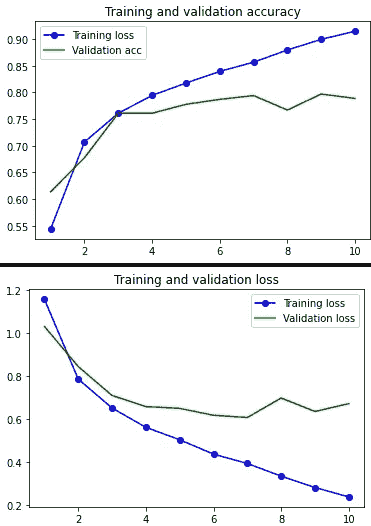 Training and validation accuracy
Training loss
Validation acc
0.90
0.85
0.80
0.75
0.70
0.65
0.60
0.55
2 4 6 8 10
Training and validation loss
Training loss
Validation loss
1.2
1.0
0.8
0.6
0.4
0.2
2 4 6 8 10